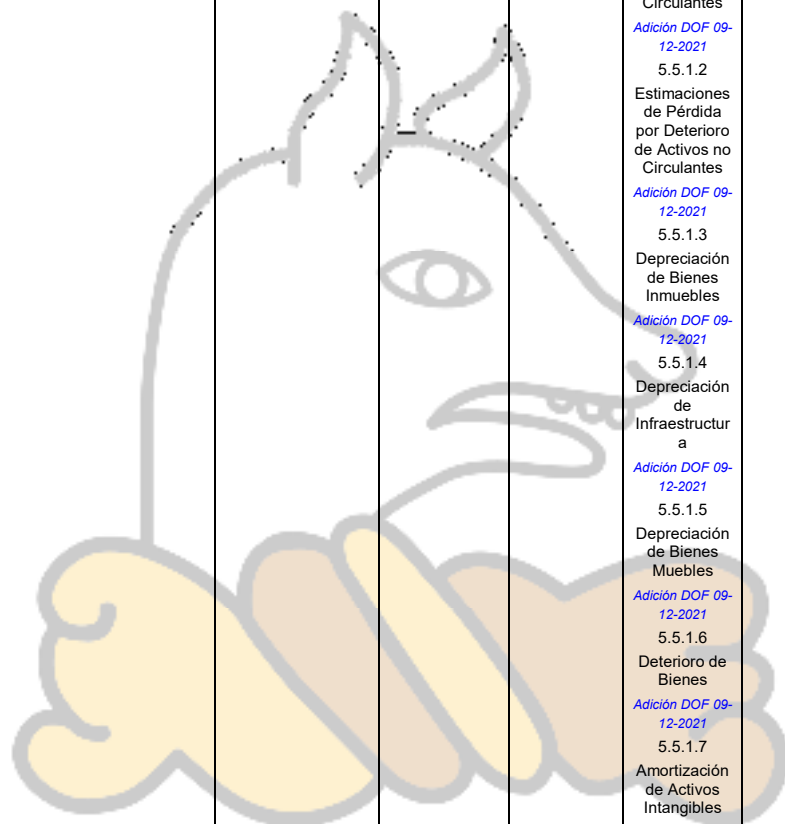 Circulantes
Adición DOF 09-
12-2021
5.5.1.2
Estimaciones
de Pérdida
por Deterioro
de Activos no
Circulantes
Adición DOF 09-
12-2021
5.5.1.3
Depreciación
de Bienes
Inmuebles
Adición DOF 09-
12-2021
5.5.1.4
Depreciación
de
Infraestructur
a
Adición DOF 09-
12-2021
5.5.1.5
Depreciación
de Bienes
Muebles
Adición DOF 09-
12-2021
5.5.1.6
Deterioro de
Bienes
Adición DOF 09-
12-2021
5.5.1.7
Amortización
de Activos
Intangibles